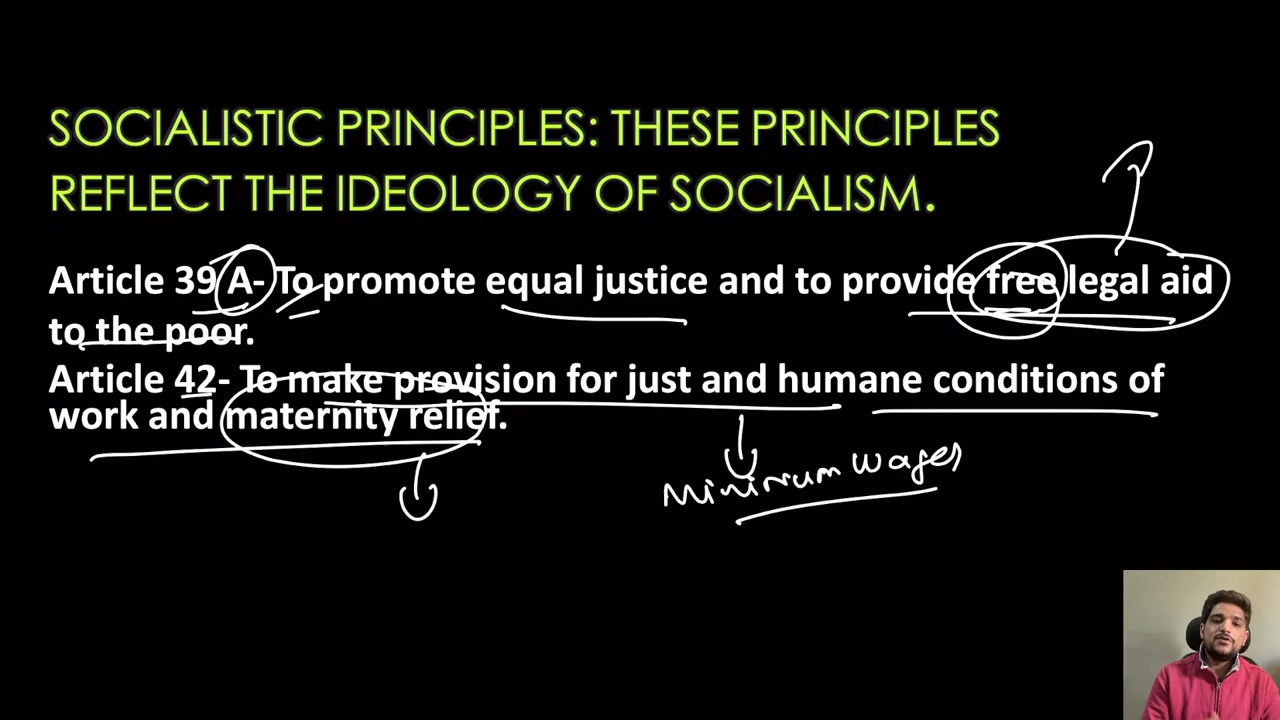 SOCIALISTIC PRINCIPLES: THESE PRINCIPLES
REFLECT THE IDEOLOGY OF SOCIALISM.
Article 39 A- To promote equal justice and to provide free legal aid
to the poor.
Article 42- To make provision for just and humane conditions of
work and maternity relief.
Minimum wages